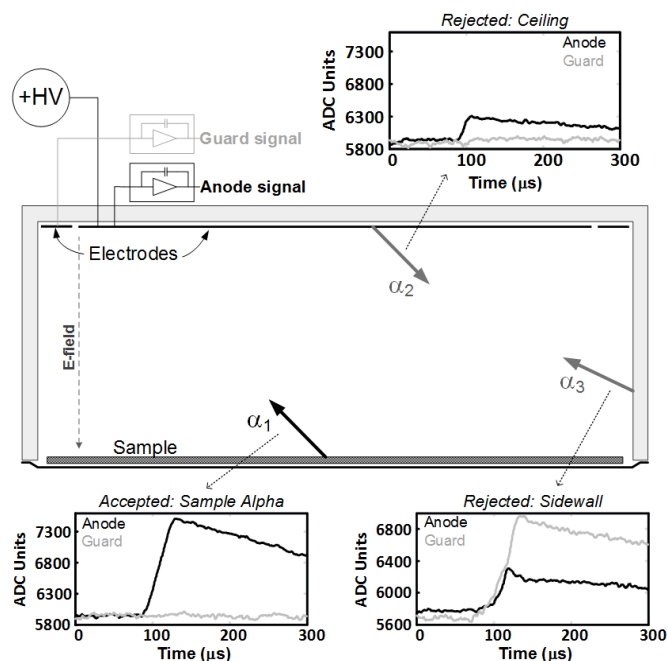 Rejected: Ceiling
7300
6800
6300
5800
ADC Units
Anode
Guard
0 100 200 300
Time (µs)
+HV
Guard signal
Anode signal
Electrodes
E-field
α2
α3
α1
Sample
Accepted: Sample Alpha
7300
6800
6300
5800
ADC Units
Anode
Guard
0 100 200 300
Time (µs)
Rejected: Sidewall
6800
6400
6000
5600
ADC Units
Anode
Guard
0 100 200 300
Time (µs)